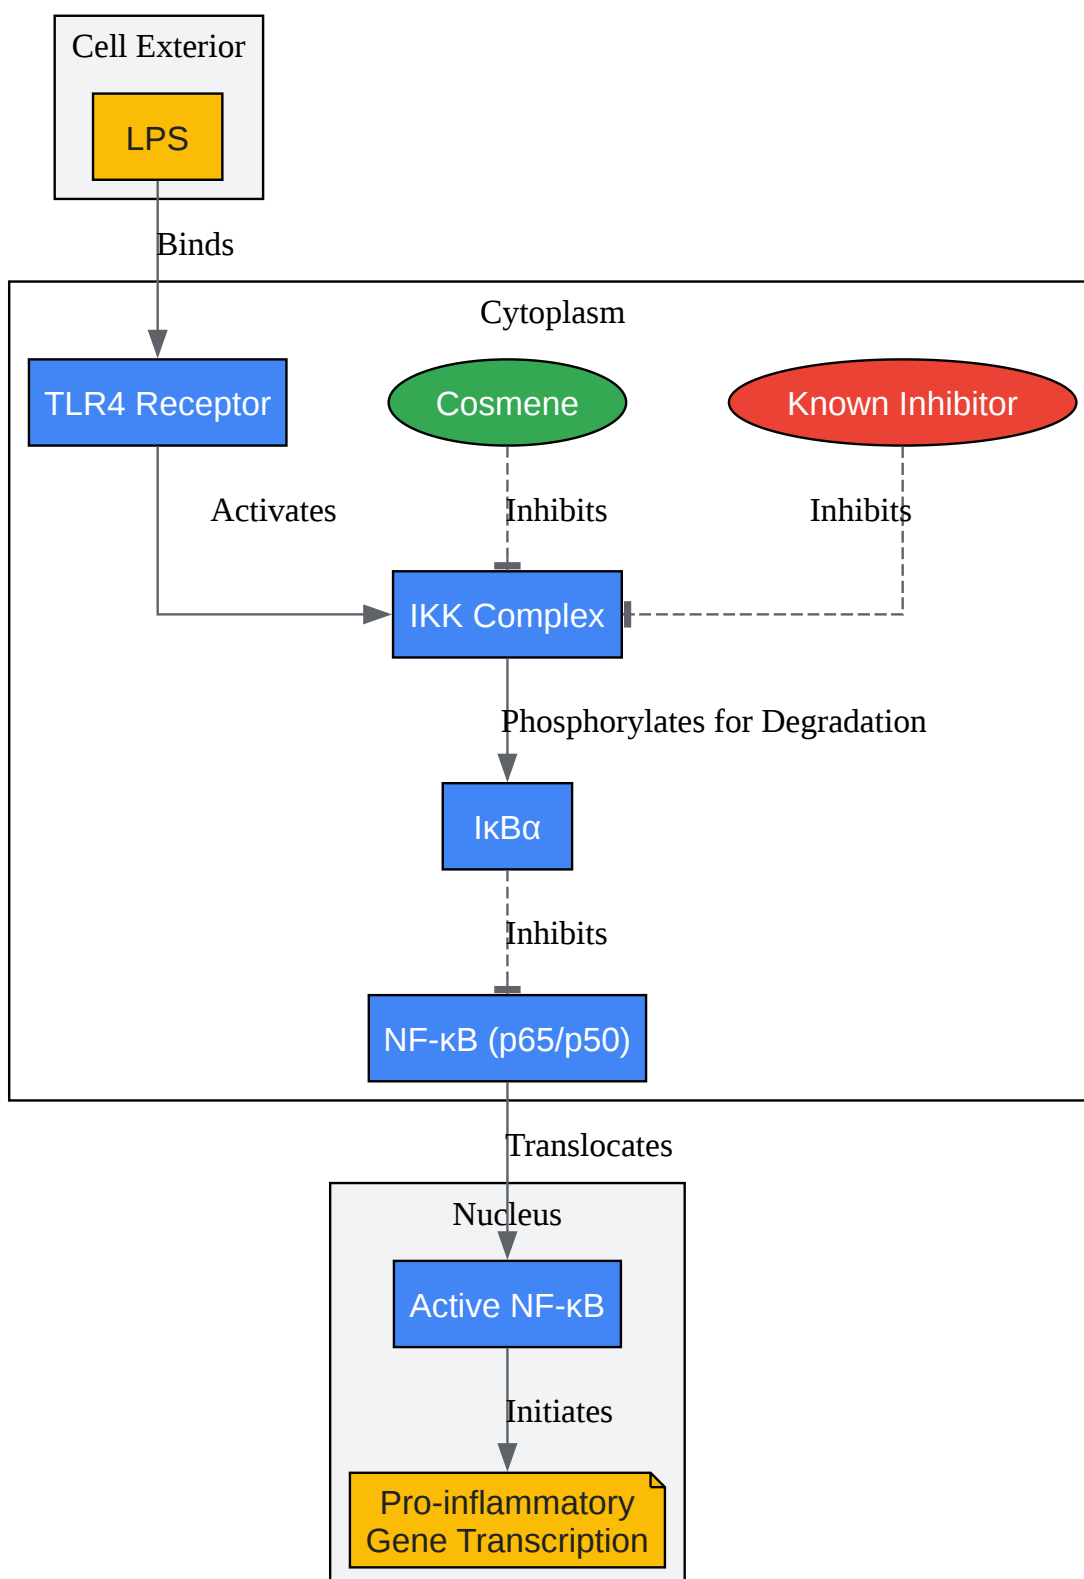 Cell Exterior
LPS
Binds
Cytoplasm
TLR4 Receptor
Cosmene
Known Inhibitor
Activates
Inhibits
Inhibits
IKK Complex
Phosphorylates for Degradation
IκBα
Inhibits
NF-κB (p65/p50)
Translocates
Nucleus
Active NF-κB
Initiates
Pro-inflammatory
Gene Transcription